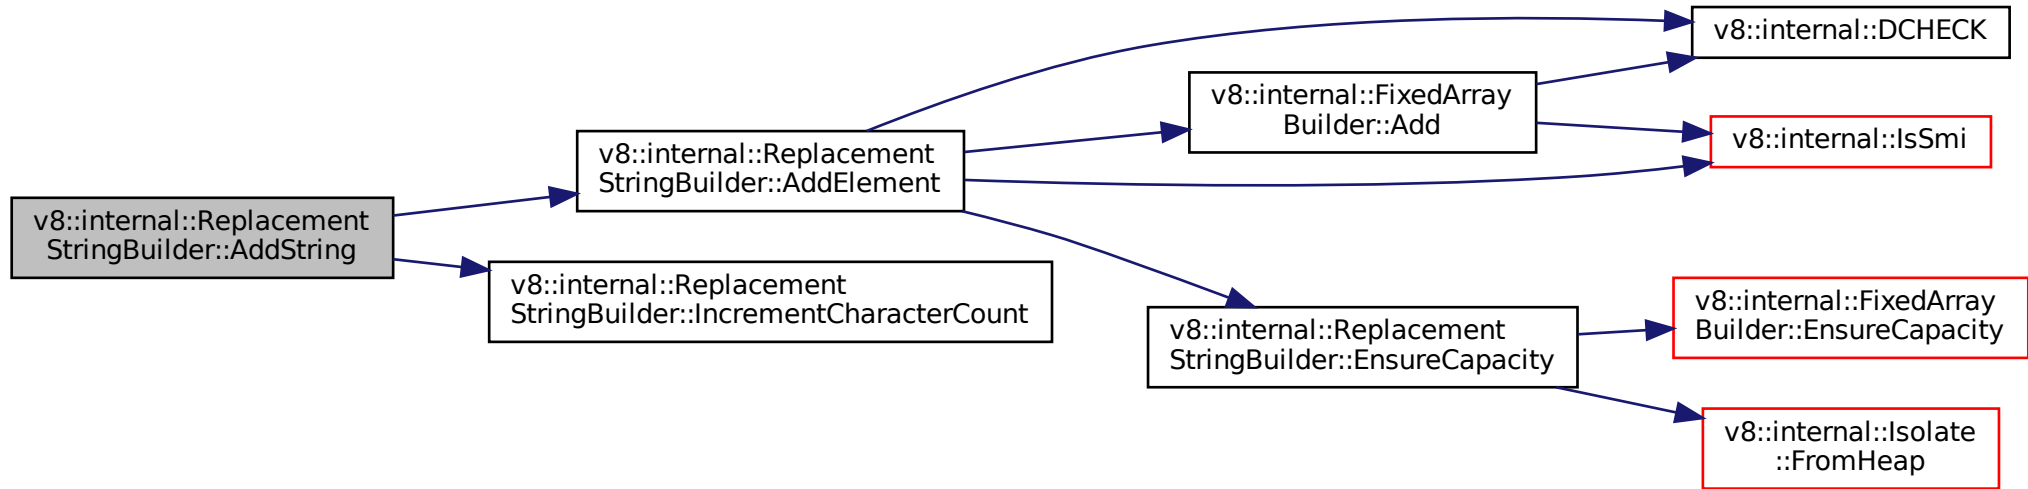 v8::internal::Replacement
StringBuilder::AddString
v8::internal::Replacement
StringBuilder::AddElement
v8::internal::Replacement
StringBuilder::IncrementCharacterCount
v8::internal::FixedArray
Builder::Add
v8::internal::Replacement
StringBuilder::EnsureCapacity
v8::internal::DCHECK
v8::internal::IsSmi
v8::internal::FixedArray
Builder::EnsureCapacity
v8::internal::Isolate
::FromHeap